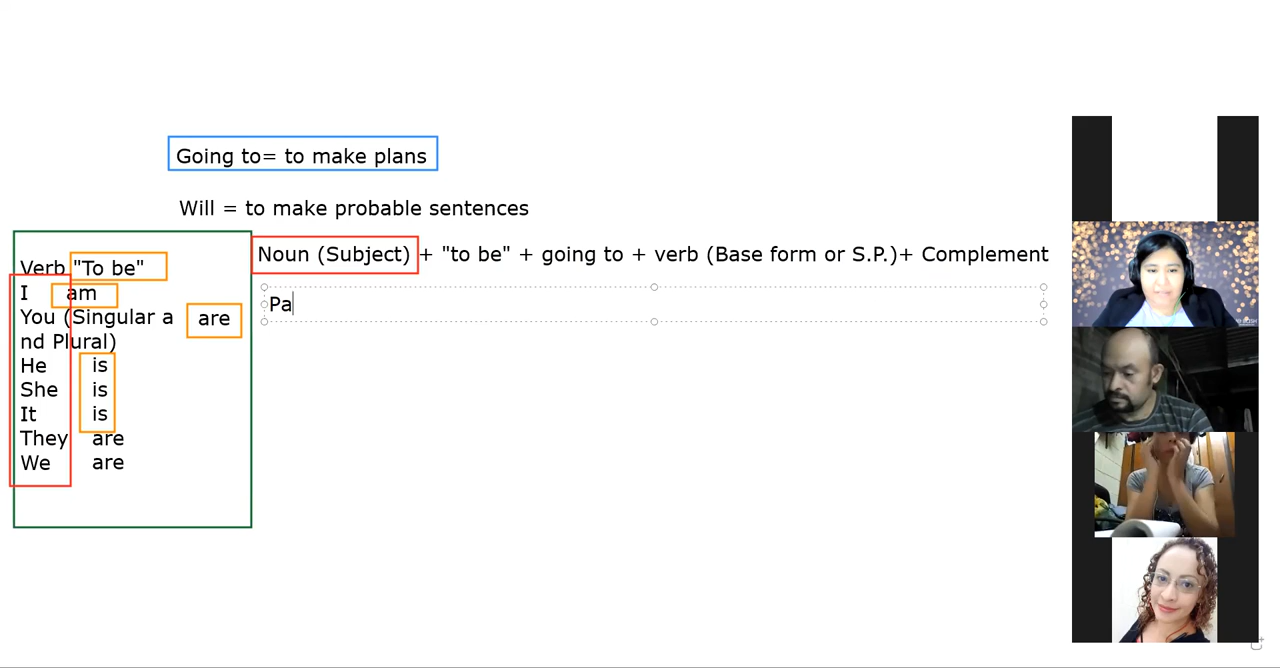 Going to= to make plans
Will = to make probable sentences
Noun (Subject) + "to be" + going to + verb (Base form or S.P.)+ Complement
Pa
Verb "To be"
I am
You (Singular a
nd Plural) are
He is
She is
It is
They are
We are